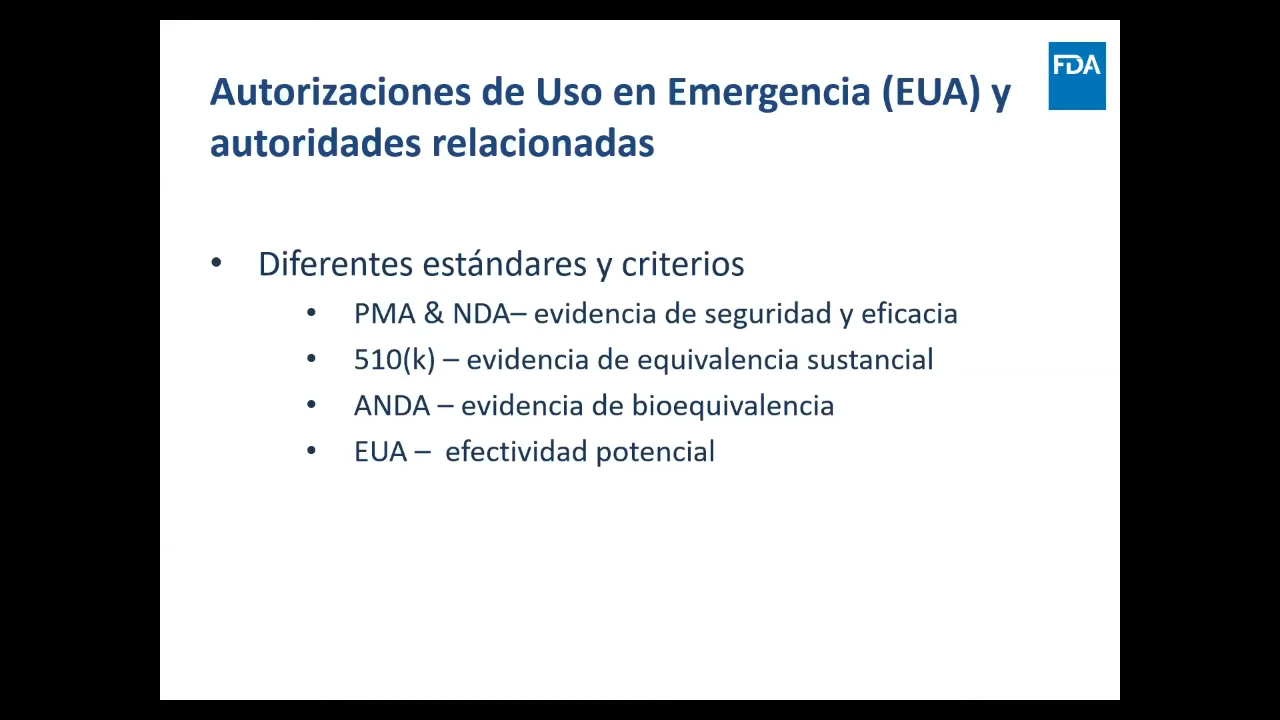 Autorizaciones de Uso en Emergencia (EUA) y
autoridades relacionadas
FDA
• Diferentes estándares y criterios
• PMA & NDA– evidencia de seguridad y eficacia
• 510(k) – evidencia de equivalencia sustancial
• ANDA – evidencia de bioequivalencia
• EUA – efectividad potencial